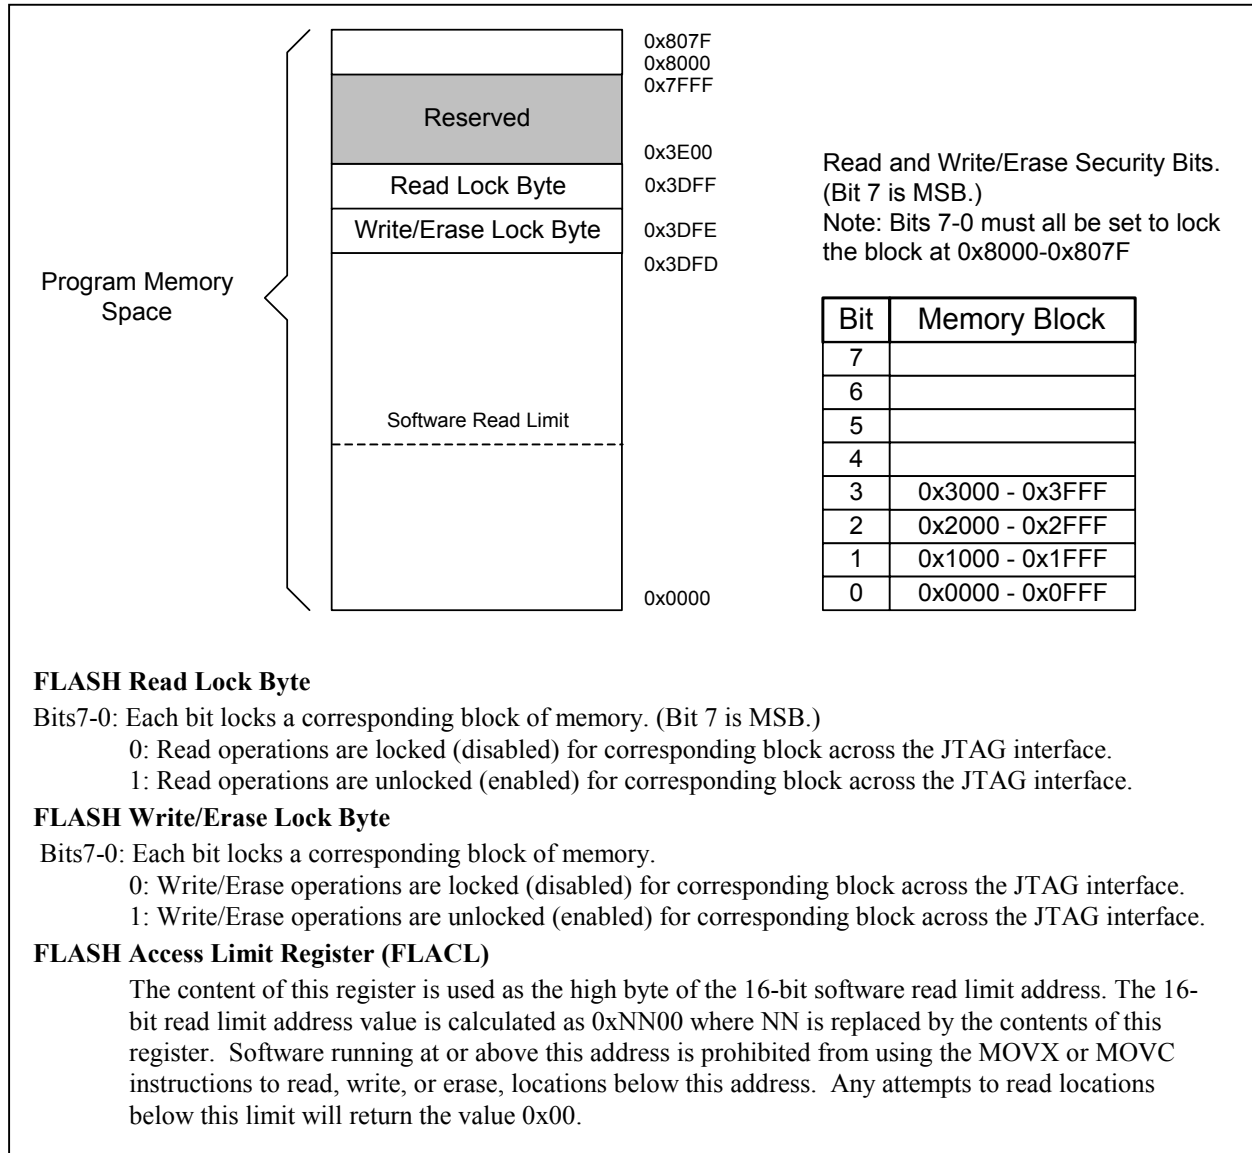 0x807F
0x8000
0x7FFF
Reserved
0x3E00
Read Lock Byte
0x3DFF
Write/Erase Lock Byte
0x3DFE
0x3DFD
Program Memory
Space
Software Read Limit
0x0000
Read and Write/Erase Security Bits.
(Bit 7 is MSB.)
Note: Bits 7-0 must all be set to lock
the block at 0x8000-0x807F
Bit Memory Block
7
6
5
4
3 0x3000 - 0x3FFF
2 0x2000 - 0x2FFF
1 0x1000 - 0x1FFF
0 0x0000 - 0x0FFF
FLASH Read Lock Byte
Bits7-0: Each bit locks a corresponding block of memory. (Bit 7 is MSB.)
0: Read operations are locked (disabled) for corresponding block across the JTAG interface.
1: Read operations are unlocked (enabled) for corresponding block across the JTAG interface.
FLASH Write/Erase Lock Byte
Bits7-0: Each bit locks a corresponding block of memory.
0: Write/Erase operations are locked (disabled) for corresponding block across the JTAG interface.
1: Write/Erase operations are unlocked (enabled) for corresponding block across the JTAG interface.
FLASH Access Limit Register (FLACL)
The content of this register is used as the high byte of the 16-bit software read limit address. The 16-
bit read limit address value is calculated as 0xNN00 where NN is replaced by the contents of this
register. Software running at or above this address is prohibited from using the MOVX or MOVC
instructions to read, write, or erase, locations below this address. Any attempts to read locations
below this limit will return the value 0x00.